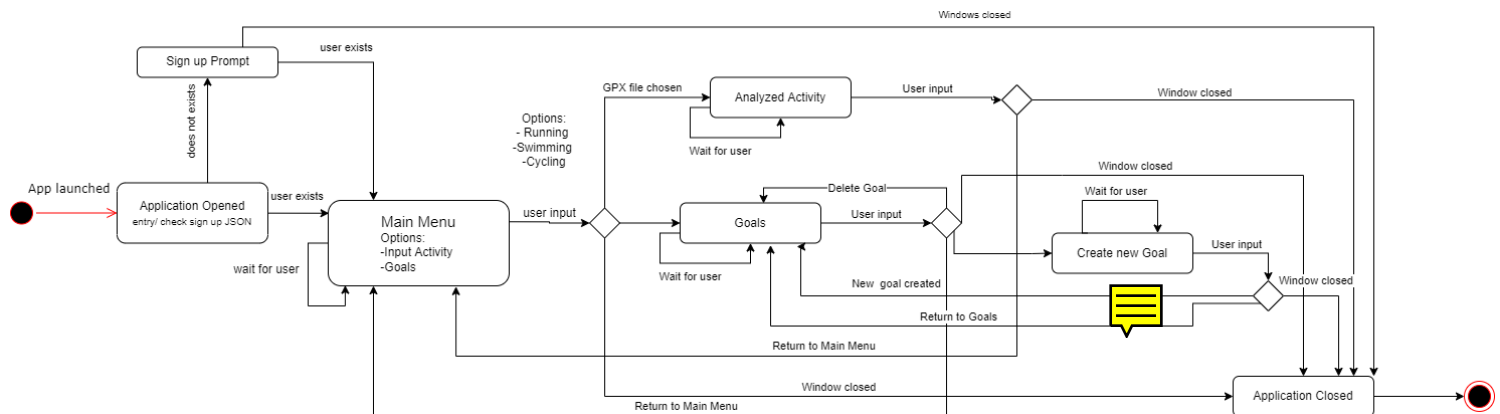 Windows closed
user exists
Sign up Prompt
does not exists
GPX file chosen
Analyzed Activity
User input
Window closed
Options:
- Running
-Swimming
-Cycling
Wait for user
Window closed
App launched
Application Opened
entry/ check sign up JSON
user exists
Delete Goal
Wait for user
Main Menu
Options:
-Input Activity
-Goals
user input
Goals
User input
Create new Goal
User input
wait for user
Wait for user
New  goal created
Window closed
Return to Goals
Return to Main Menu
Window closed
Application Closed
Return to Main Menu